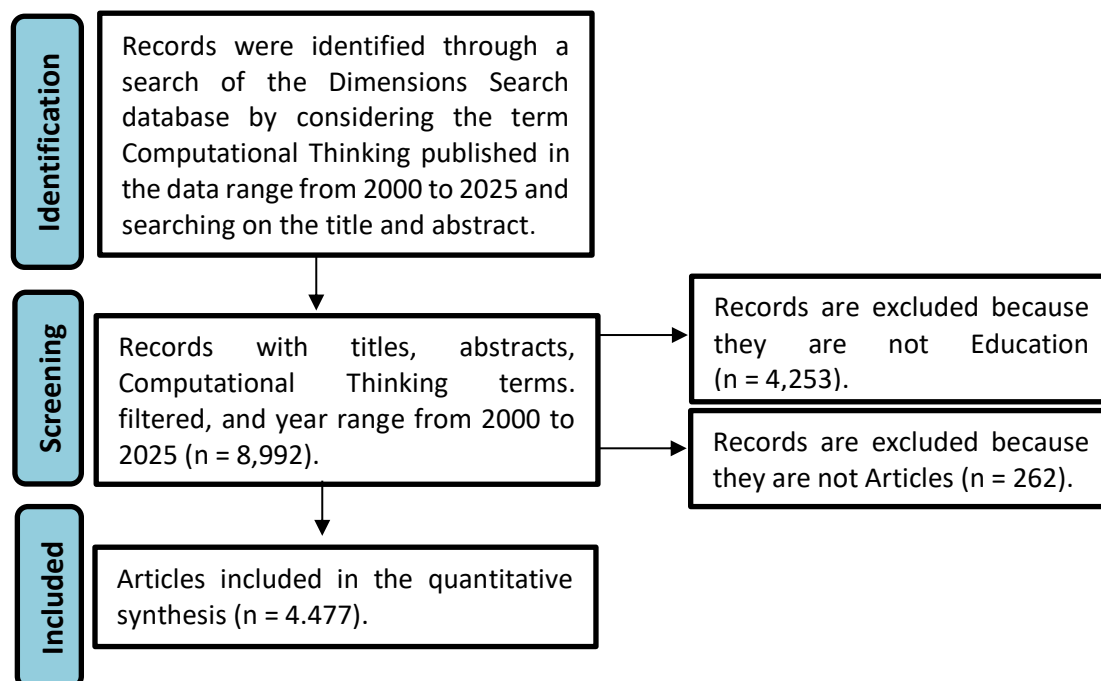 Identification
Records were identified through a
search of the Dimensions Search
database by considering the term
Computational Thinking published in
the data range from 2000 to 2025 and
searching on the title and abstract.
Screening
Records with titles, abstracts,
Computational Thinking terms.
filtered, and year range from 2000 to
2025 (n = 8,992).
Records are excluded because
they are not Education
(n = 4,253).
Records are excluded because
they are not Articles (n = 262).
Included
Articles included in the quantitative
synthesis (n = 4.477).